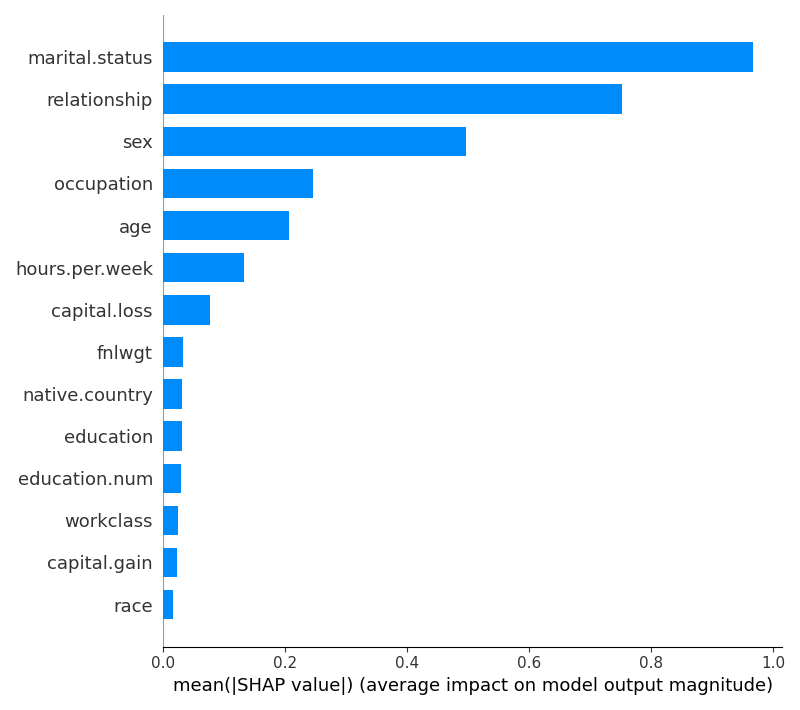 marital.status
relationship
sex
occupation
age
hours.per.week
capital.loss
fnlwgt
native.country
education
education.num
workclass
capital.gain
race
0.0 0.2 0.4 0.6 0.8 1.0
mean(|SHAP value|) (average impact on model output magnitude)